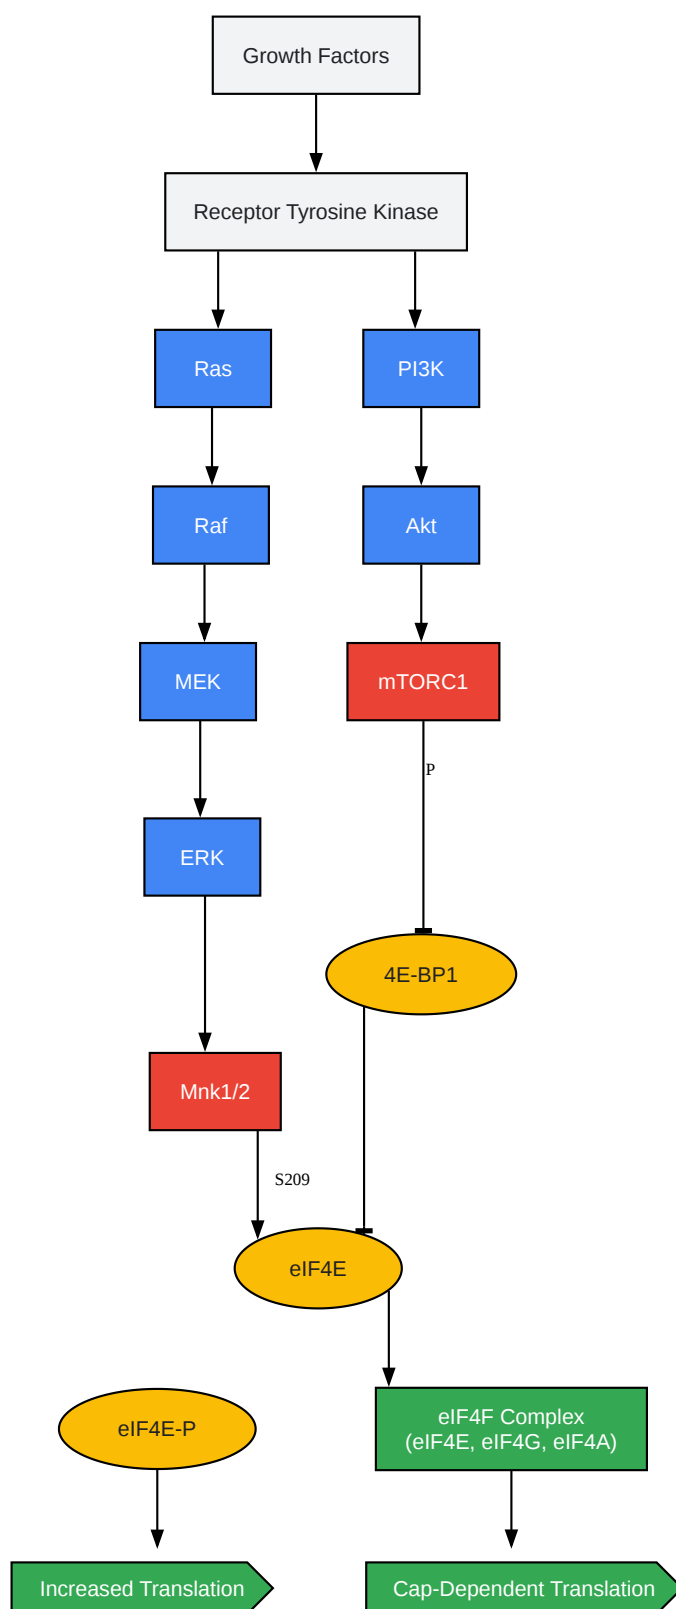 Growth Factors
Receptor Tyrosine Kinase
Ras
PI3K
Raf
Akt
MEK
mTORC1
P
ERK
4E-BP1
Mnk1/2
S209
eIF4E
eIF4F Complex
(eIF4E, eIF4G, eIF4A)
eIF4E-P
Increased Translation
Cap-Dependent Translation